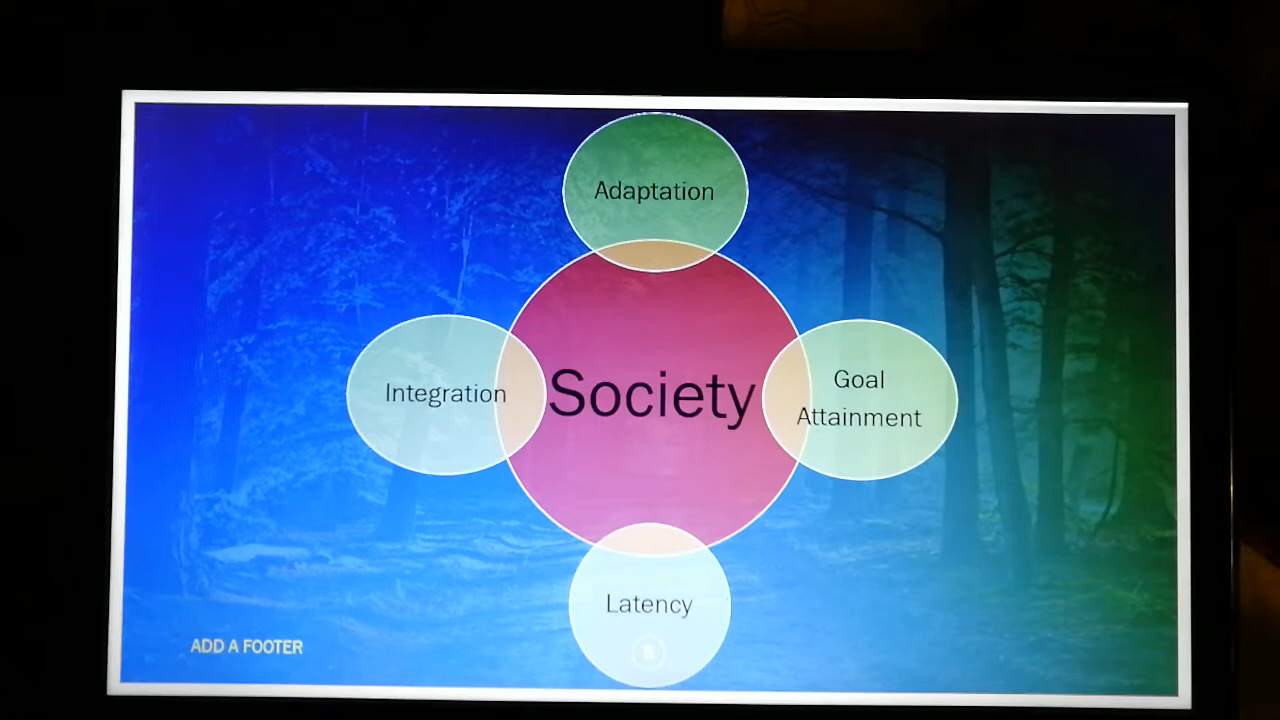 Adaptation
Integration
Society
Goal
Attainment
Latency
ADD A FOOTER